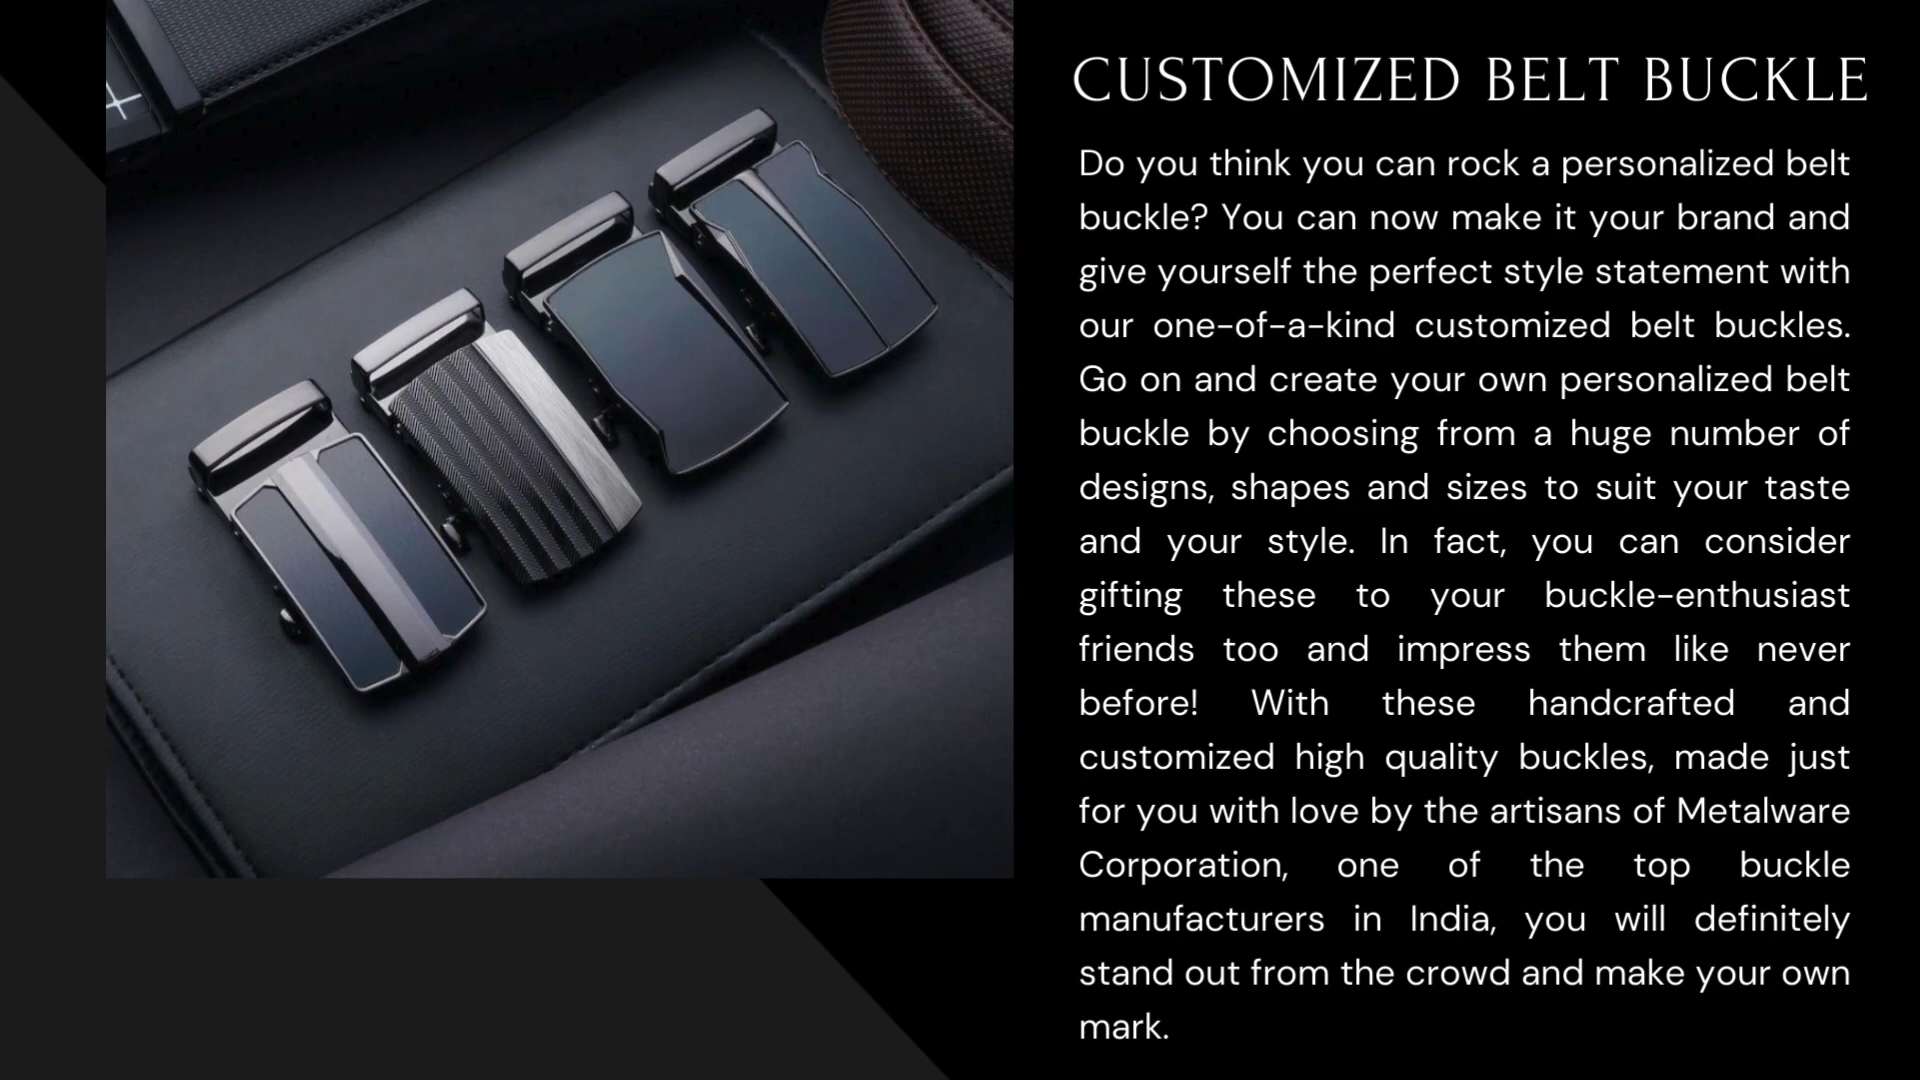 CUSTOMIZED BELT BUCKLE
Do you think you can rock a personalized belt
buckle? You can now make it your brand and
give yourself the perfect style statement with
our one-of-a-kind customized belt buckles.
Go on and create your own personalized belt
buckle by choosing from a huge number of
designs, shapes and sizes to suit your taste
and your style. In fact, you can consider
gifting these to your buckle-enthusiast
friends too and impress them like never
before! With these handcrafted and
customized high quality buckles, made just
for you with love by the artisans of Metalware
Corporation, one of the top buckle
manufacturers in India, you will definitely
stand out from the crowd and make your own
mark.